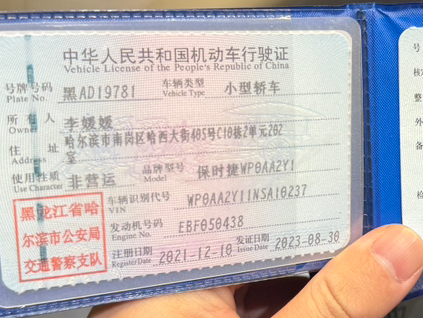 中华人民共和国机动车行驶证
Vehicle License of the People's Republic of China
号牌号码 Plate No. 黑AD19781 车辆类型 Vehicle Type 小型轿车
所有人 Owner 李媛媛
住址 Address 哈尔滨市南岗区哈西大街405号C18栋2单元202
室
使用性质 Use Character 非营运 品牌型号 Model 保时捷WP0AA2Y1
车辆识别代号 VIN WP0AA2Y11NSA10237
发动机号码 Engine No. EBF050438
注册日期 Register Date 2021-12-10 发证日期 Issue Date 2023-08-30
黑龙江省哈
尔滨市公安局
交通警察支队
号
核
整
外
备
检